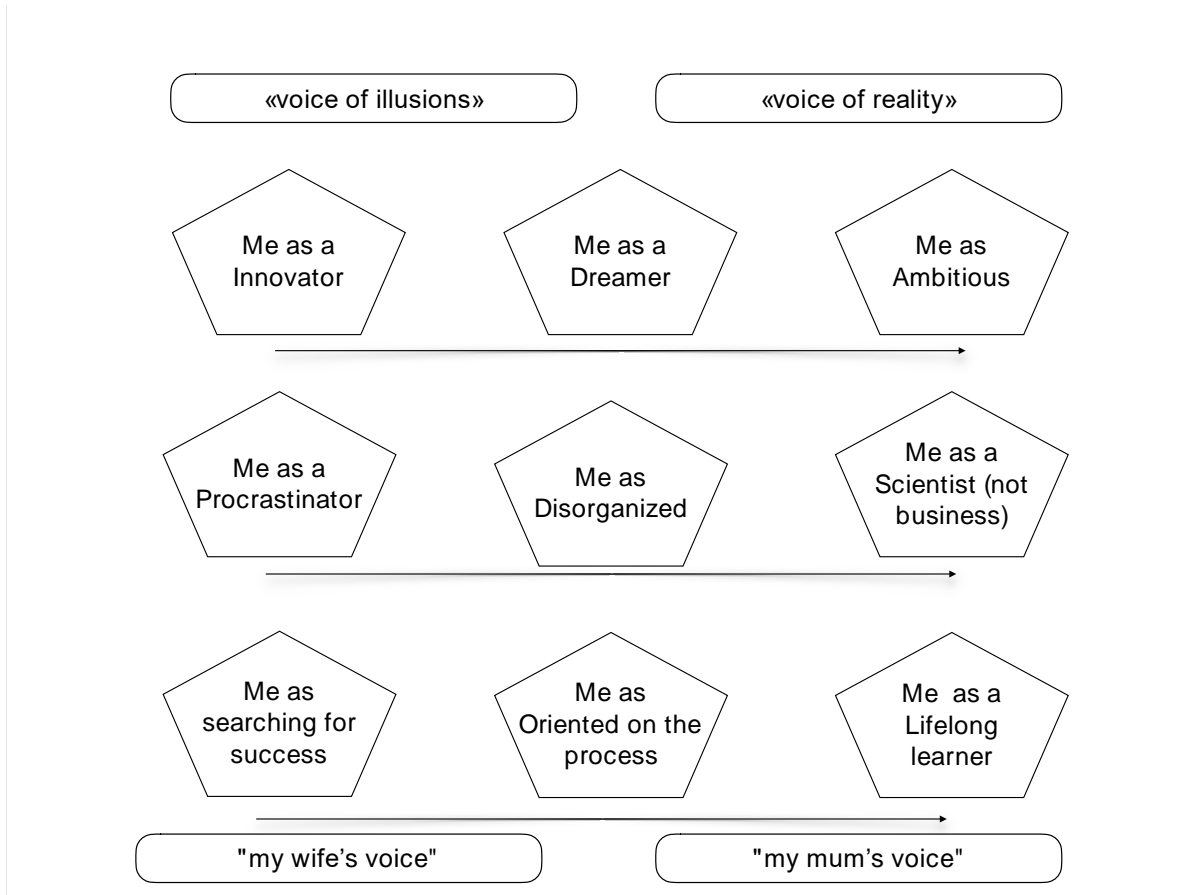 «voice of illusions»
«voice of reality»
Me as a
Innovator
Me as a
Dreamer
Me as
Ambitious
Me as a
Procrastinator
Me as
Disorganized
Me as a
Scientist (not
business)
Me as
searching for
success
Me as
Oriented on the
process
Me  as a
Lifelong
learner
"my wife’s voice"
"my mum’s voice"